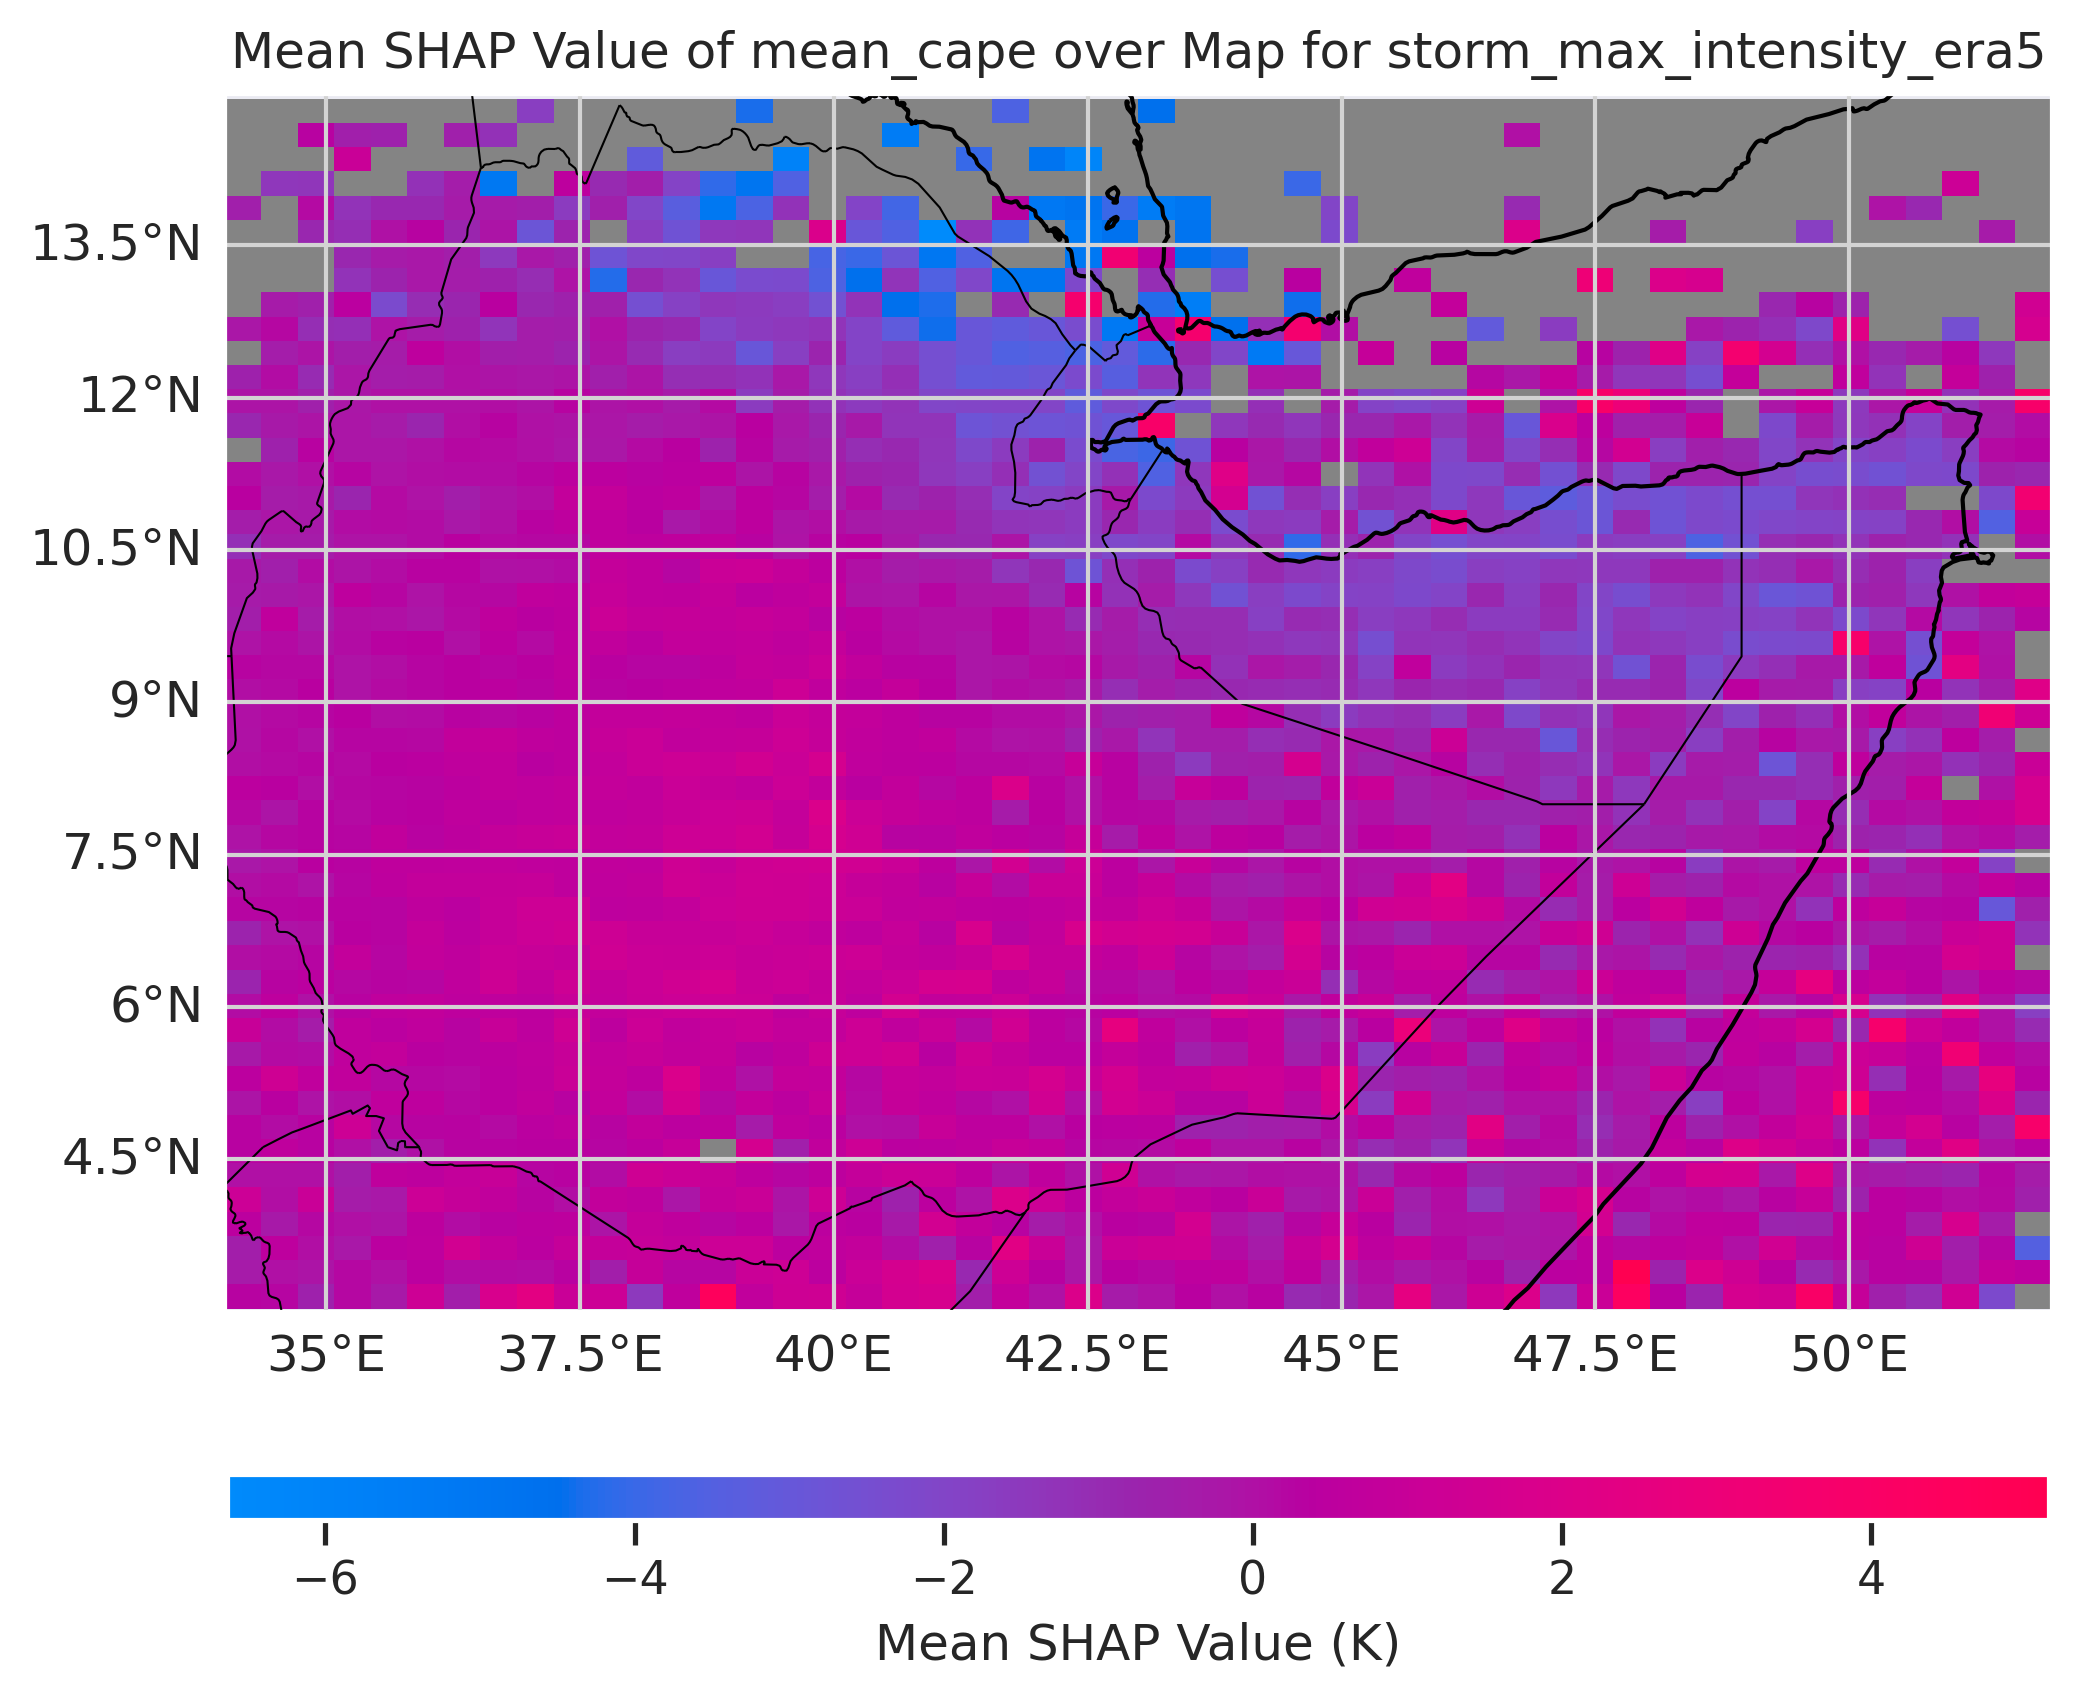 Mean SHAP Value of mean_cape over Map for storm_max_intensity_era5
13.5°N
12°N
10.5°N
9°N
7.5°N
6°N
4.5°N
35°E 37.5°E 40°E 42.5°E 45°E 47.5°E 50°E
−6 −4 −2 0 2 4
Mean SHAP Value (K)